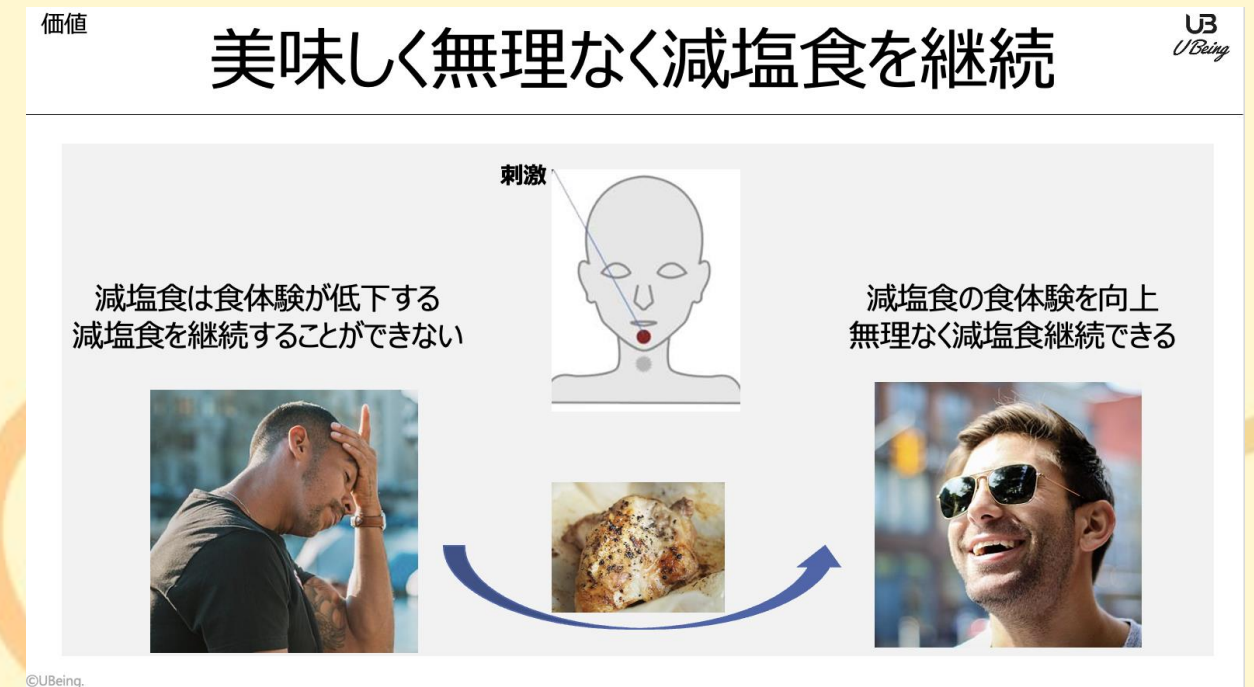 価値
美味しく無理なく減塩食を継続
UB
U Being
刺激
減塩食は食体験が低下する
減塩食を継続することができない
減塩食の食体験を向上
無理なく減塩食継続できる
©UBeing.